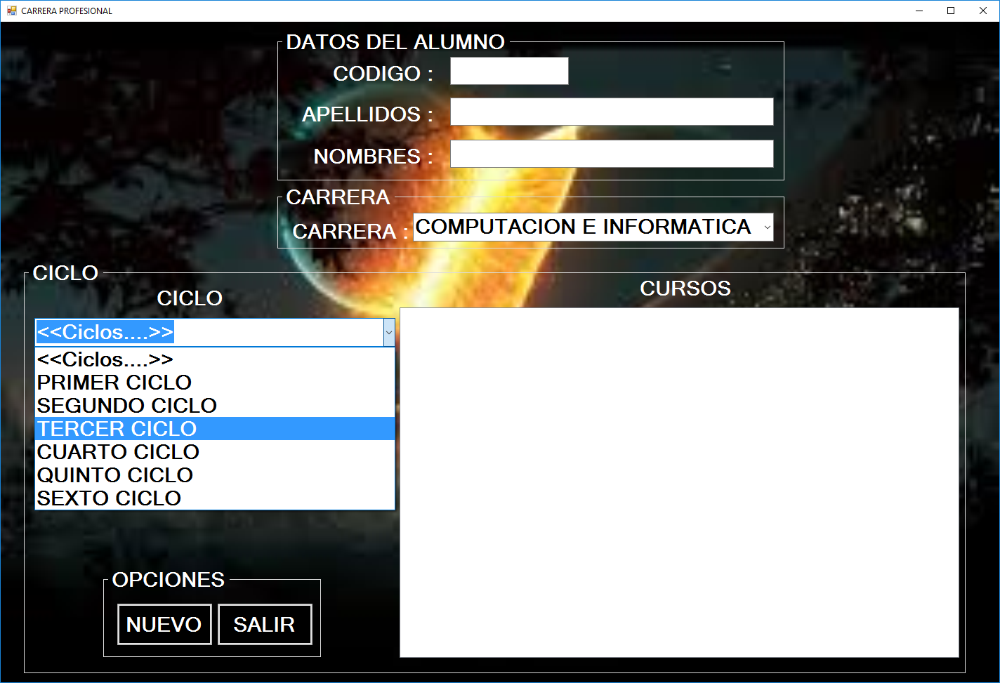 CARRERA PROFESIONAL
DATOS DEL ALUMNO
CODIGO :
APELLIDOS :
NOMBRES :
CARRERA
CARRERA : COMPUTACION E INFORMATICA
CICLO
CICLO
<<Ciclos....>>
<<Ciclos....>>
PRIMER CICLO
SEGUNDO CICLO
TERCER CICLO
CUARTO CICLO
QUINTO CICLO
SEXTO CICLO
CURSOS
OPCIONES
NUEVO SALIR